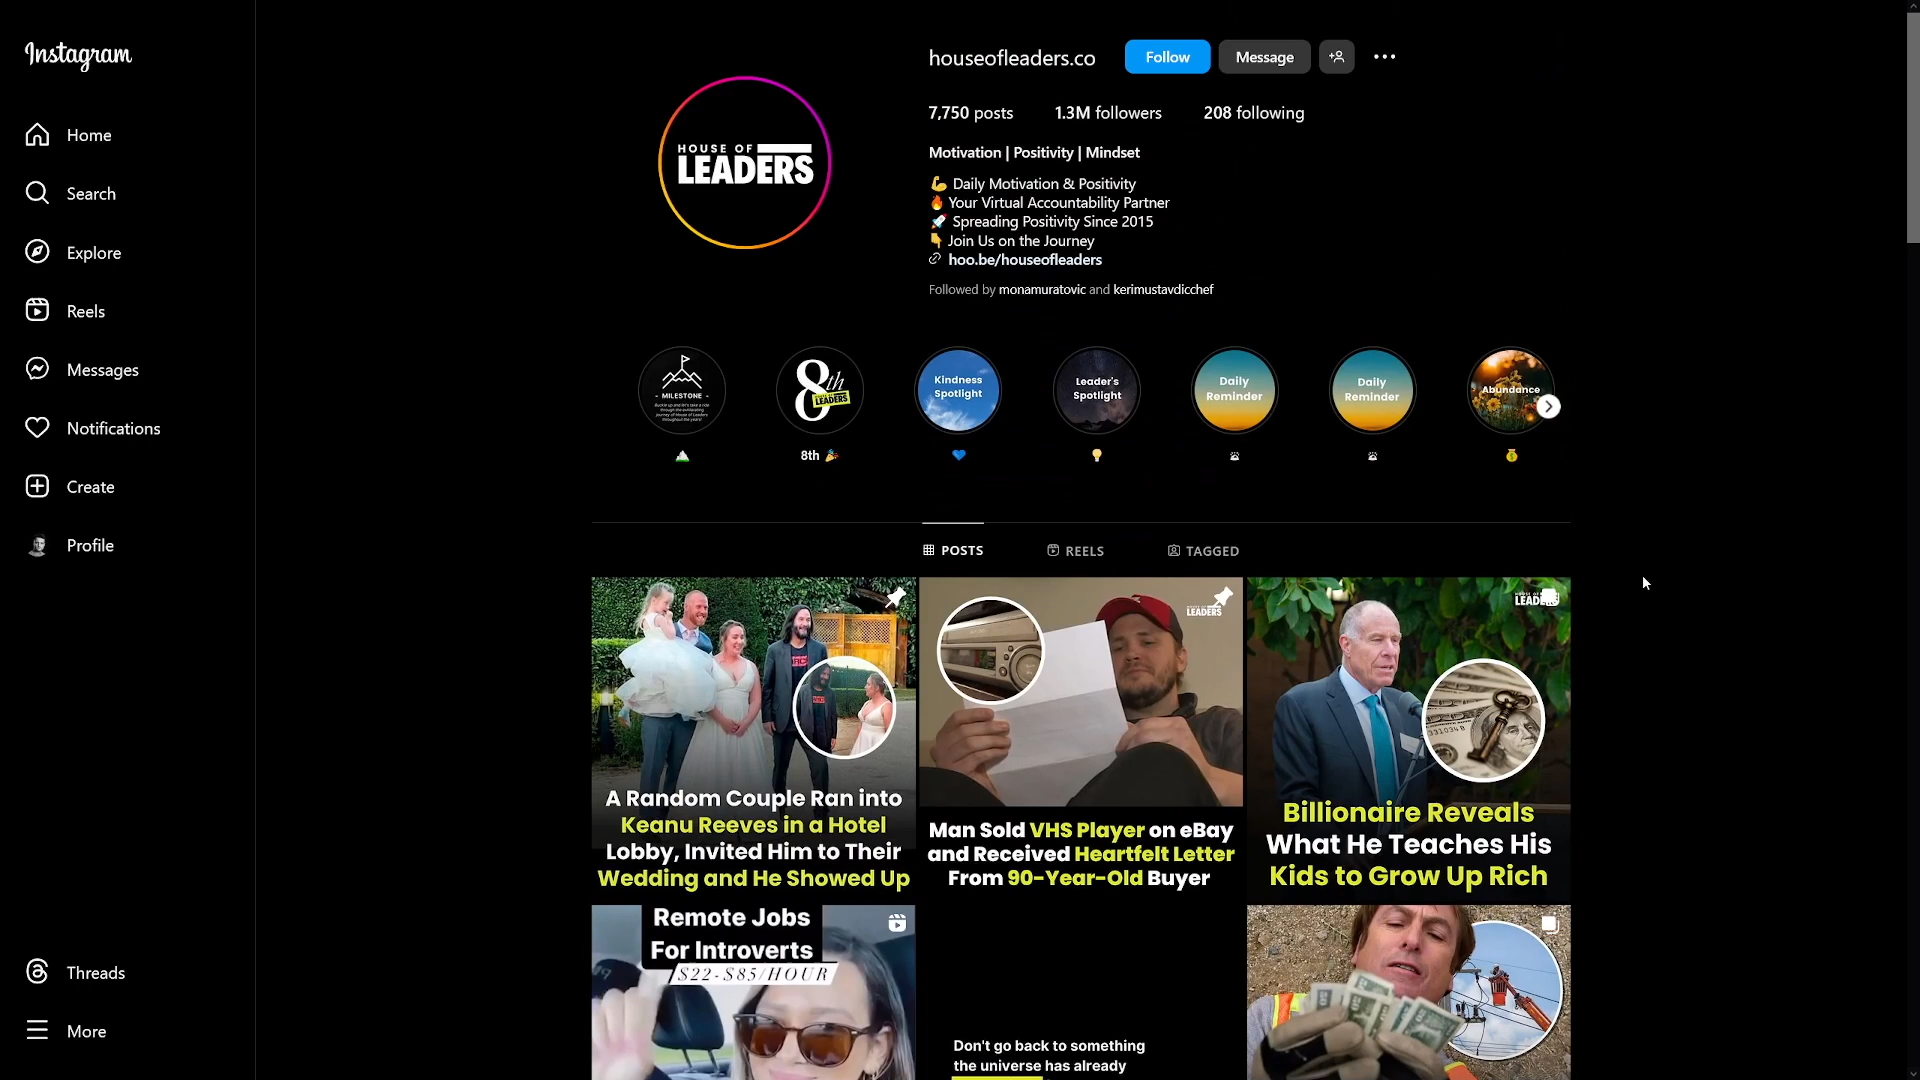 Instagram
Home
Search
Explore
Reels
Messages
Notifications
Create
Profile
Threads
More
houseofleaders.co
Follow
Message
7,750 posts
1.3M followers
208 following
HOUSE OF
LEADERS
Motivation | Positivity | Mindset
💪 Daily Motivation & Positivity
🔥 Your Virtual Accountability Partner
🚀 Spreading Positivity Since 2015
👇 Join Us on the Journey
hoo.be/houseofleaders
Followed by monamuratovic and kerimustavdicchef
- MILESTONE -
8th
LEADERS
Kindness
Spotlight
Leader's
Spotlight
Daily
Reminder
Daily
Reminder
Abundance
8th 🎉
POSTS
REELS
TAGGED
A Random Couple Ran into
Keanu Reeves in a Hotel
Lobby, Invited Him to Their
Wedding and He Showed Up
HOUSE OF
LEADERS
Man Sold VHS Player on eBay
and Received Heartfelt Letter
From 90-Year-Old Buyer
Billionaire Reveals
What He Teaches His
Kids to Grow Up Rich
Remote Jobs
For Introverts
$22-$85/HOUR
Don't go back to something
the universe has already